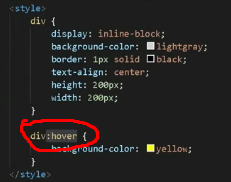 <style>
div {
display: inline-block;
background-color: lightgray;
border: 1px solid black;
text-align: center;
height: 200px;
width: 200px;
}
div:hover {
background-color: yellow;
}
</style>